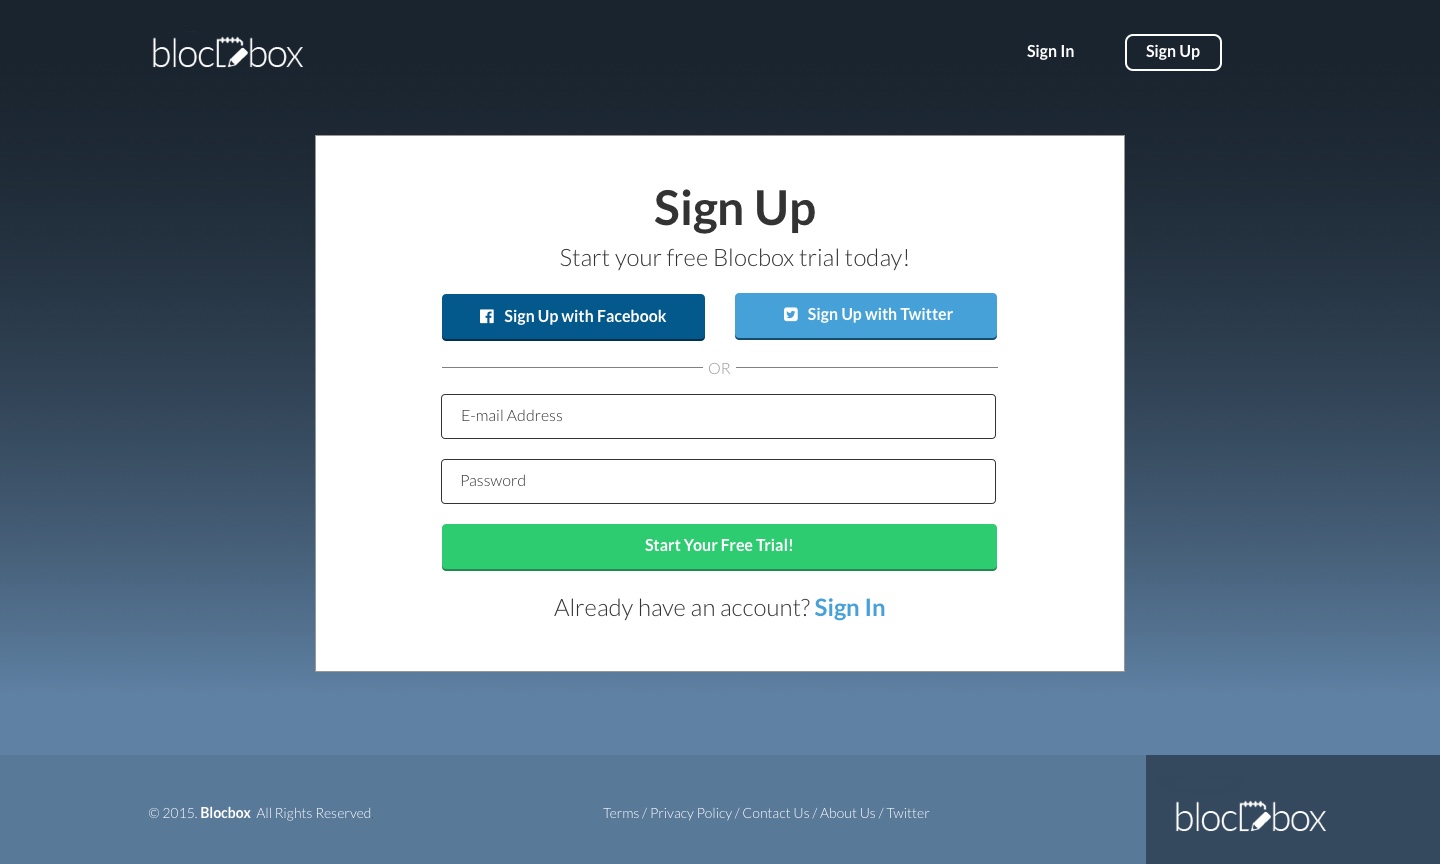 blocbox
Sign In
Sign Up
Sign Up
Start your free Blocbox trial today!
Sign Up with Facebook
Sign Up with Twitter
OR
E-mail Address
Password
Start Your Free Trial!
Already have an account? Sign In
© 2015. Blocbox All Rights Reserved
Terms / Privacy Policy / Contact Us / About Us / Twitter
blocbox